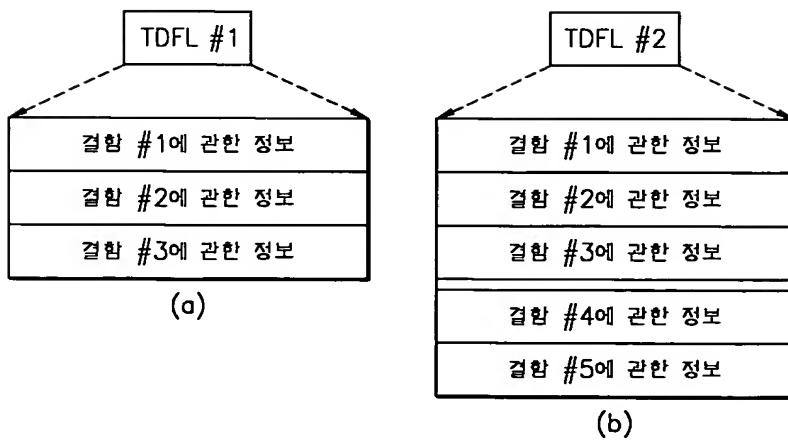 TDFL #1
결함 #1에 관한 정보
결함 #2에 관한 정보
결함 #3에 관한 정보
(a)
TDFL #2
결함 #1에 관한 정보
결함 #2에 관한 정보
결함 #3에 관한 정보
결함 #4에 관한 정보
결함 #5에 관한 정보
(b)